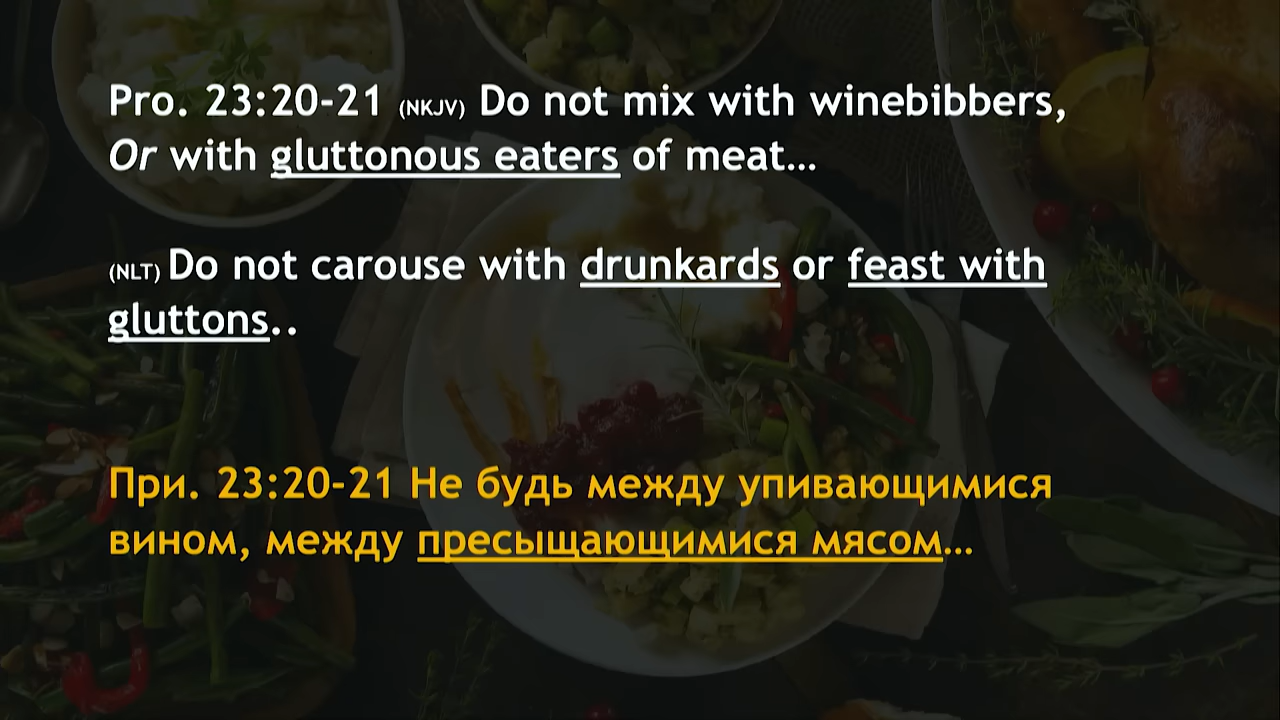 Pro. 23:20-21 (NKJV) Do not mix with winebibbers,
Or with gluttonous eaters of meat…
(NLT) Do not carouse with drunkards or feast with
gluttons..
При. 23:20-21 Не будь между упивающимися
вином, между пресыщающимися мясом…